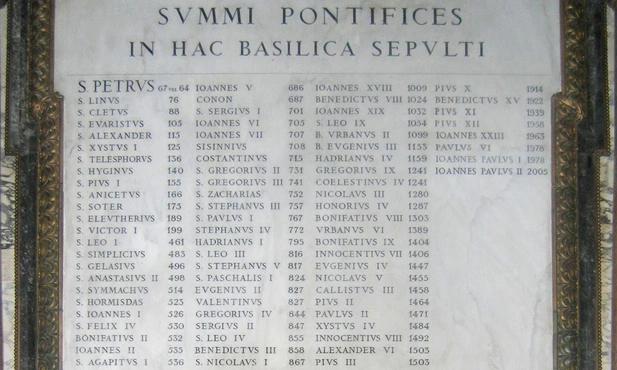 SVMMI PONTIFICES
IN HAC BASILICA SEPVLTI
S. PETRVS 67 VEL 64
S. LINVS 76
S. CLETVS 88
S. EVARISTVS 105
S. ALEXANDER 115
S. XYSTVS I 125
S. TELESPHORVS 136
S. HYGINVS 140
S. PIVS I 155
S. ANICETVS 166
S. SOTER 175
S. ELEVTHERIVS 189
S. VICTOR I 199
S. LEO I 461
S. SIMPLICIVS 483
S. GELASIVS 496
S. ANASTASIVS II 498
S. SYMMACHVS 514
S. HORMISDAS 523
S. IOANNES I 526
S. FELIX IV 530
BONIFATIVS II 532
IOANNES II 535
S. AGAPITVS I 536
IOANNES V 686
CONON 687
S. SERGIVS I 701
IOANNES VI 705
IOANNES VII 707
SISINNIVS 708
COSTANTINVS 715
S. GREGORIVS II 731
S. GREGORIVS III 741
S. ZACHARIAS 752
S. STEPHANVS III 757
S. PAVLVS I 767
STEPHANVS IV 772
HADRIANVS I 795
S. LEO III 816
S. STEPHANVS V 817
S. PASCHALIS I 824
EVGENIVS II 827
VALENTINVS 827
GREGORIVS IV 844
SERGIVS II 847
S. LEO IV 855
BENEDICTVS III 858
S. NICOLAVS I 867
IOANNES XVIII 1009
BENEDICTVS VIII 1024
IOANNES XIX 1032
S. LEO IX 1054
B. VRBANVS II 1099
B. EVGENIVS III 1153
HADRIANVS IV 1159
GREGORIVS IX 1241
COELESTINVS IV 1241
NICOLAVS III 1280
HONORIVS IV 1287
BONIFATIVS VIII 1303
VRBANVS VI 1389
BONIFATIVS IX 1404
INNOCENTIVS VII 1406
EVGENIVS IV 1447
NICOLAVS V 1455
CALLISTVS III 1458
PIVS II 1464
PAVLVS II 1471
XYSTVS IV 1484
INNOCENTIVS VIII 1492
ALEXANDER VI 1503
PIVS III 1503
PIVS X 1914
BENEDICTVS XV 1922
PIVS XI 1939
PIVS XII 1958
IOANNES XXIII 1963
PAVLVS VI 1978
IOANNES PAVLVS I 1978
IOANNES PAVLVS II 2005